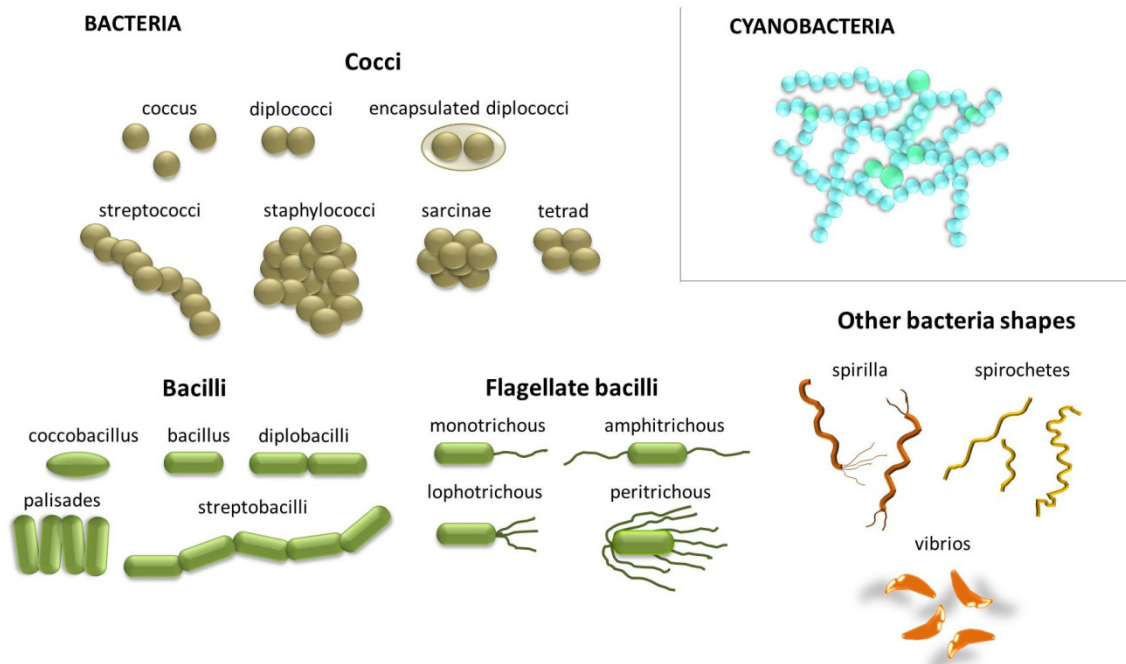 BACTERIA
Cocci
coccus
diplococci
encapsulated diplococci
streptococci
staphylococci
sarcinae
tetrad
CYANOBACTERIA
Bacilli
coccobacillus
bacillus
diplobacilli
palisades
streptobacilli
Flagellate bacilli
monotrichous
amphitrichous
lophotrichous
peritrichous
Other bacteria shapes
spirilla
spirochetes
vibrios